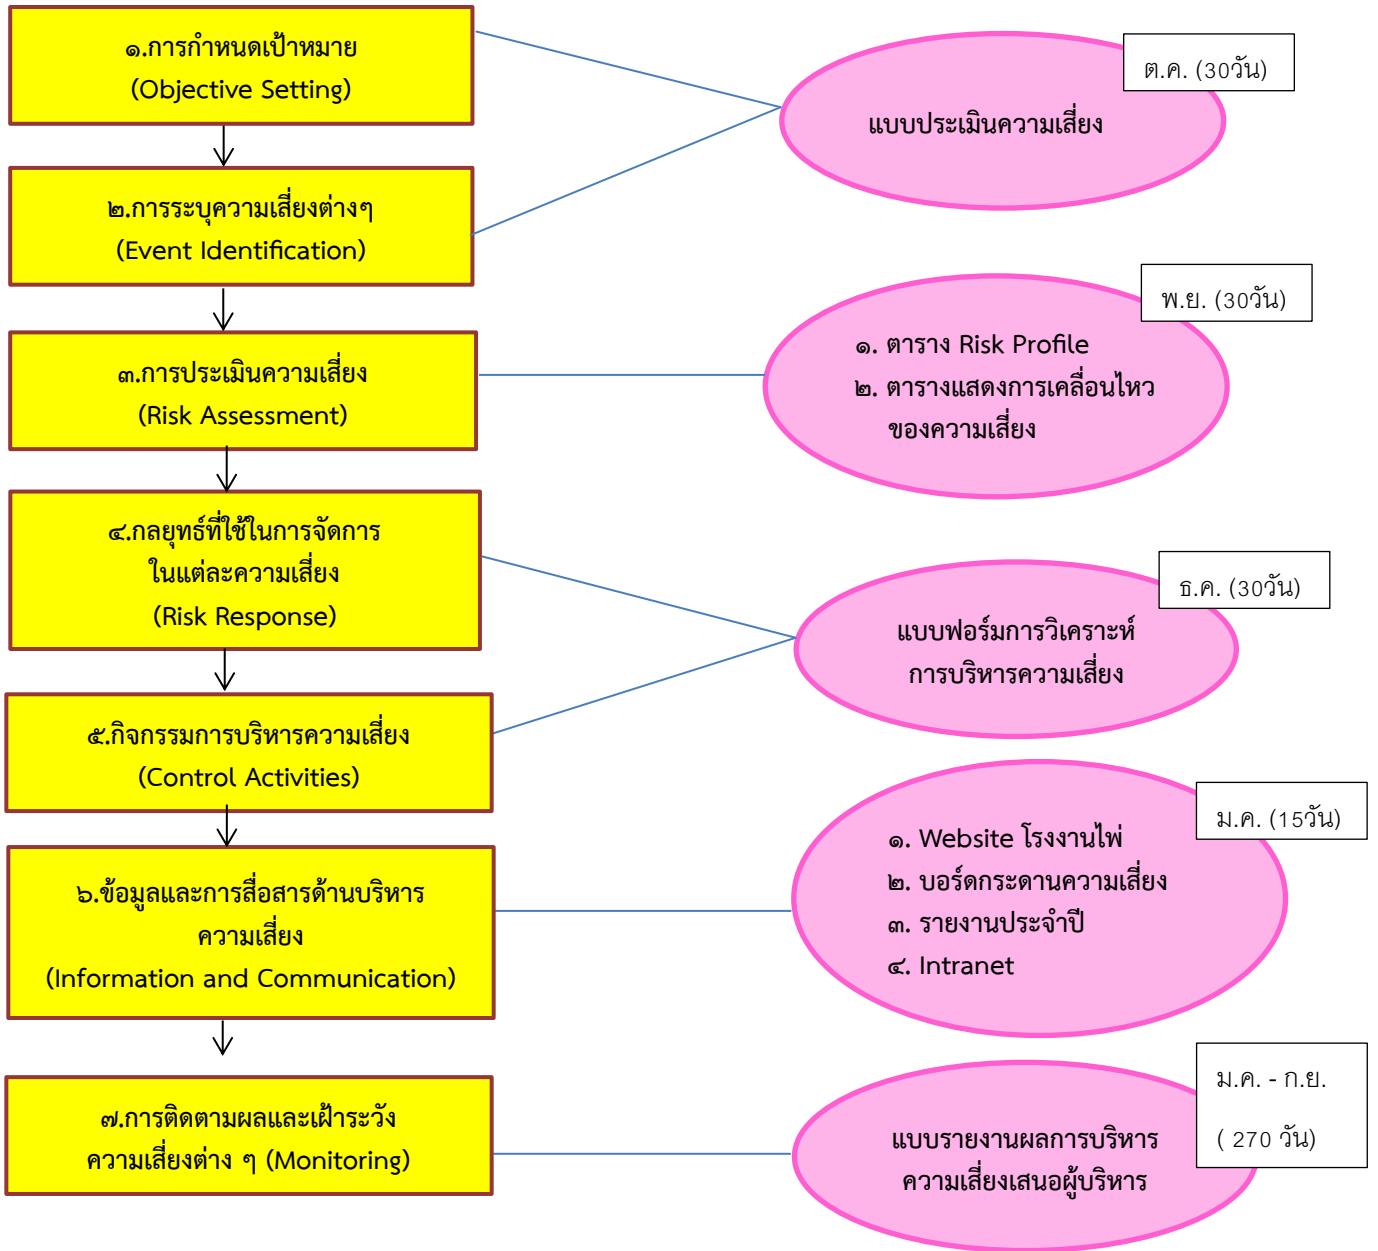 ๑.การกำหนดเป้าหมาย
(Objective Setting)
แบบประเมินความเสี่ยง
ต.ค. (30วัน)
๒.การระบุความเสี่ยงต่างๆ
(Event Identification)
๓.การประเมินความเสี่ยง
(Risk Assessment)
๑. ตาราง Risk Profile
๒. ตารางแสดงการเคลื่อนไหว
ของความเสี่ยง
พ.ย. (30วัน)
๔.กลยุทธ์ที่ใช้ในการจัดการ
ในแต่ละความเสี่ยง
(Risk Response)
แบบฟอร์มการวิเคราะห์
การบริหารความเสี่ยง
ธ.ค. (30วัน)
๕.กิจกรรมการบริหารความเสี่ยง
(Control Activities)
๖.ข้อมูลและการสื่อสารด้านบริหาร
ความเสี่ยง
(Information and Communication)
๑. Website โรงงานไพ่
๒. บอร์ดกระดานความเสี่ยง
๓. รายงานประจำปี
๔. Intranet
ม.ค. (15วัน)
๗.การติดตามผลและเฝ้าระวัง
ความเสี่ยงต่าง ๆ (Monitoring)
แบบรายงานผลการบริหาร
ความเสี่ยงเสนอผู้บริหาร
ม.ค. - ก.ย.
( 270 วัน)